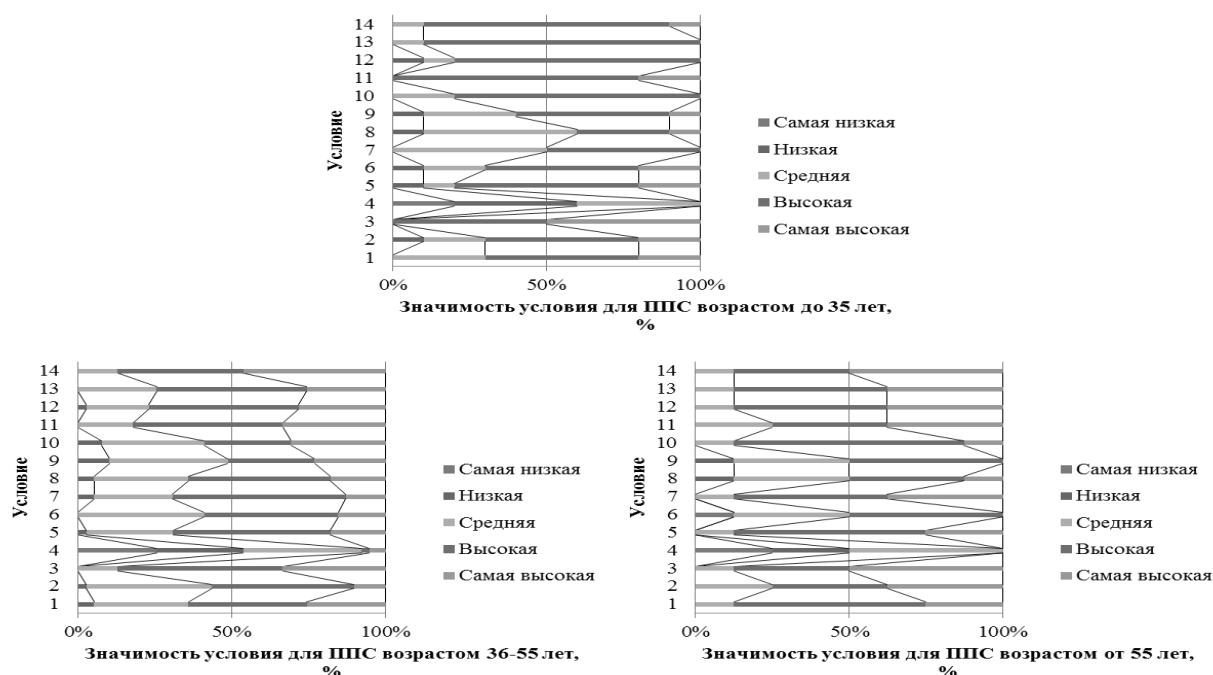 Условие
14
13
12
11
10
9
8
7
6
5
4
3
2
1
0%
50%
100%
Значимость условия для ППС возрастом до 35 лет,
%
Самая низкая
Низкая
Средняя
Высокая
Самая высокая
Условие
14
13
12
11
10
9
8
7
6
5
4
3
2
1
0%
50%
100%
Значимость условия для ППС возрастом 36-55 лет,
%
Самая низкая
Низкая
Средняя
Высокая
Самая высокая
Условие
14
13
12
11
10
9
8
7
6
5
4
3
2
1
0%
50%
100%
Значимость условия для ППС возрастом от 55 лет,
%
Самая низкая
Низкая
Средняя
Высокая
Самая высокая